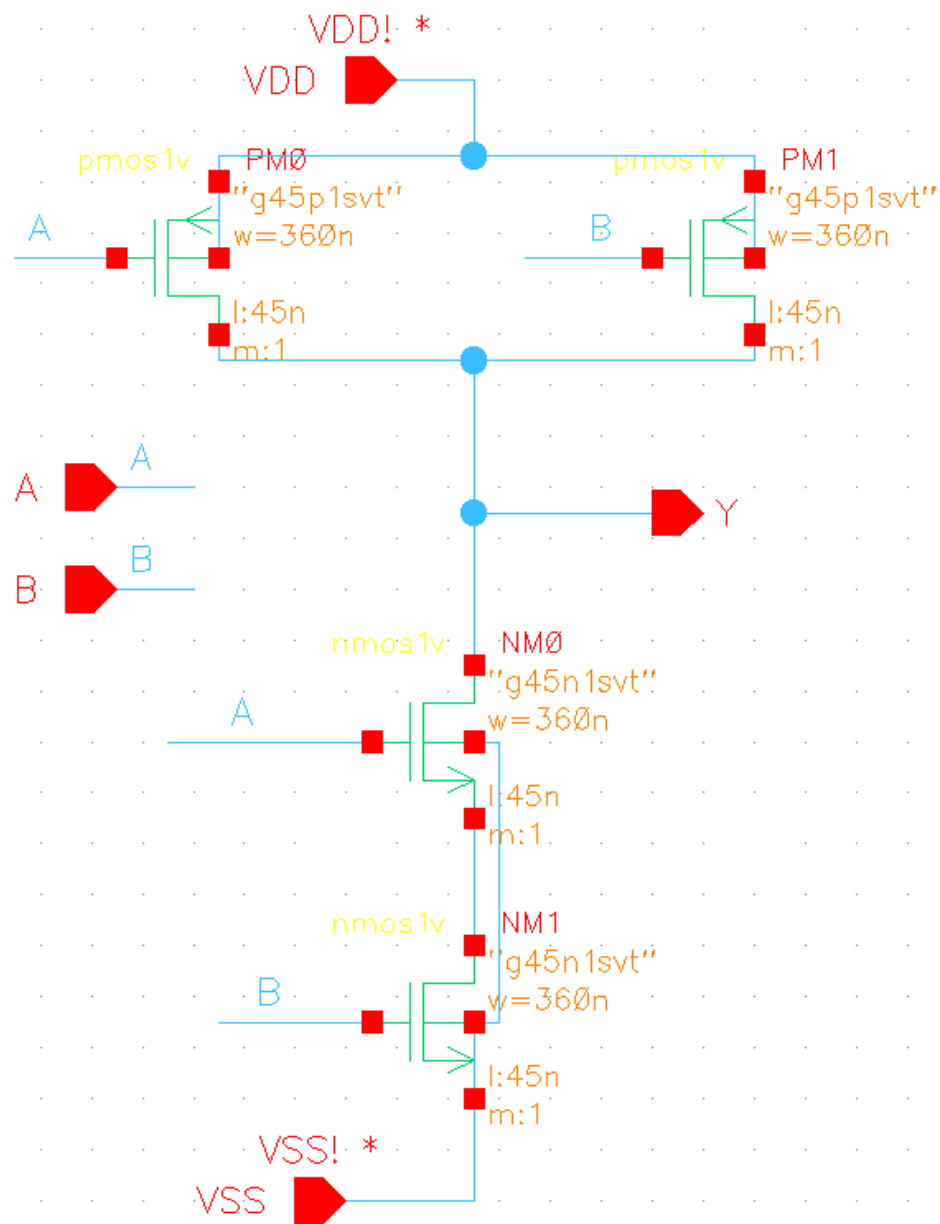 VDD! *
VDD
pmos1v PM0
"g45p1svt"
w=360n
A
l:45n
m:1
pmos1v PM1
"g45p1svt"
w=360n
B
l:45n
m:1
A A
B B
Y
nmos1v NM0
"g45n1svt"
w=360n
A
l:45n
m:1
nmos1v NM1
"g45n1svt"
w=360n
B
l:45n
m:1
VSS! *
VSS